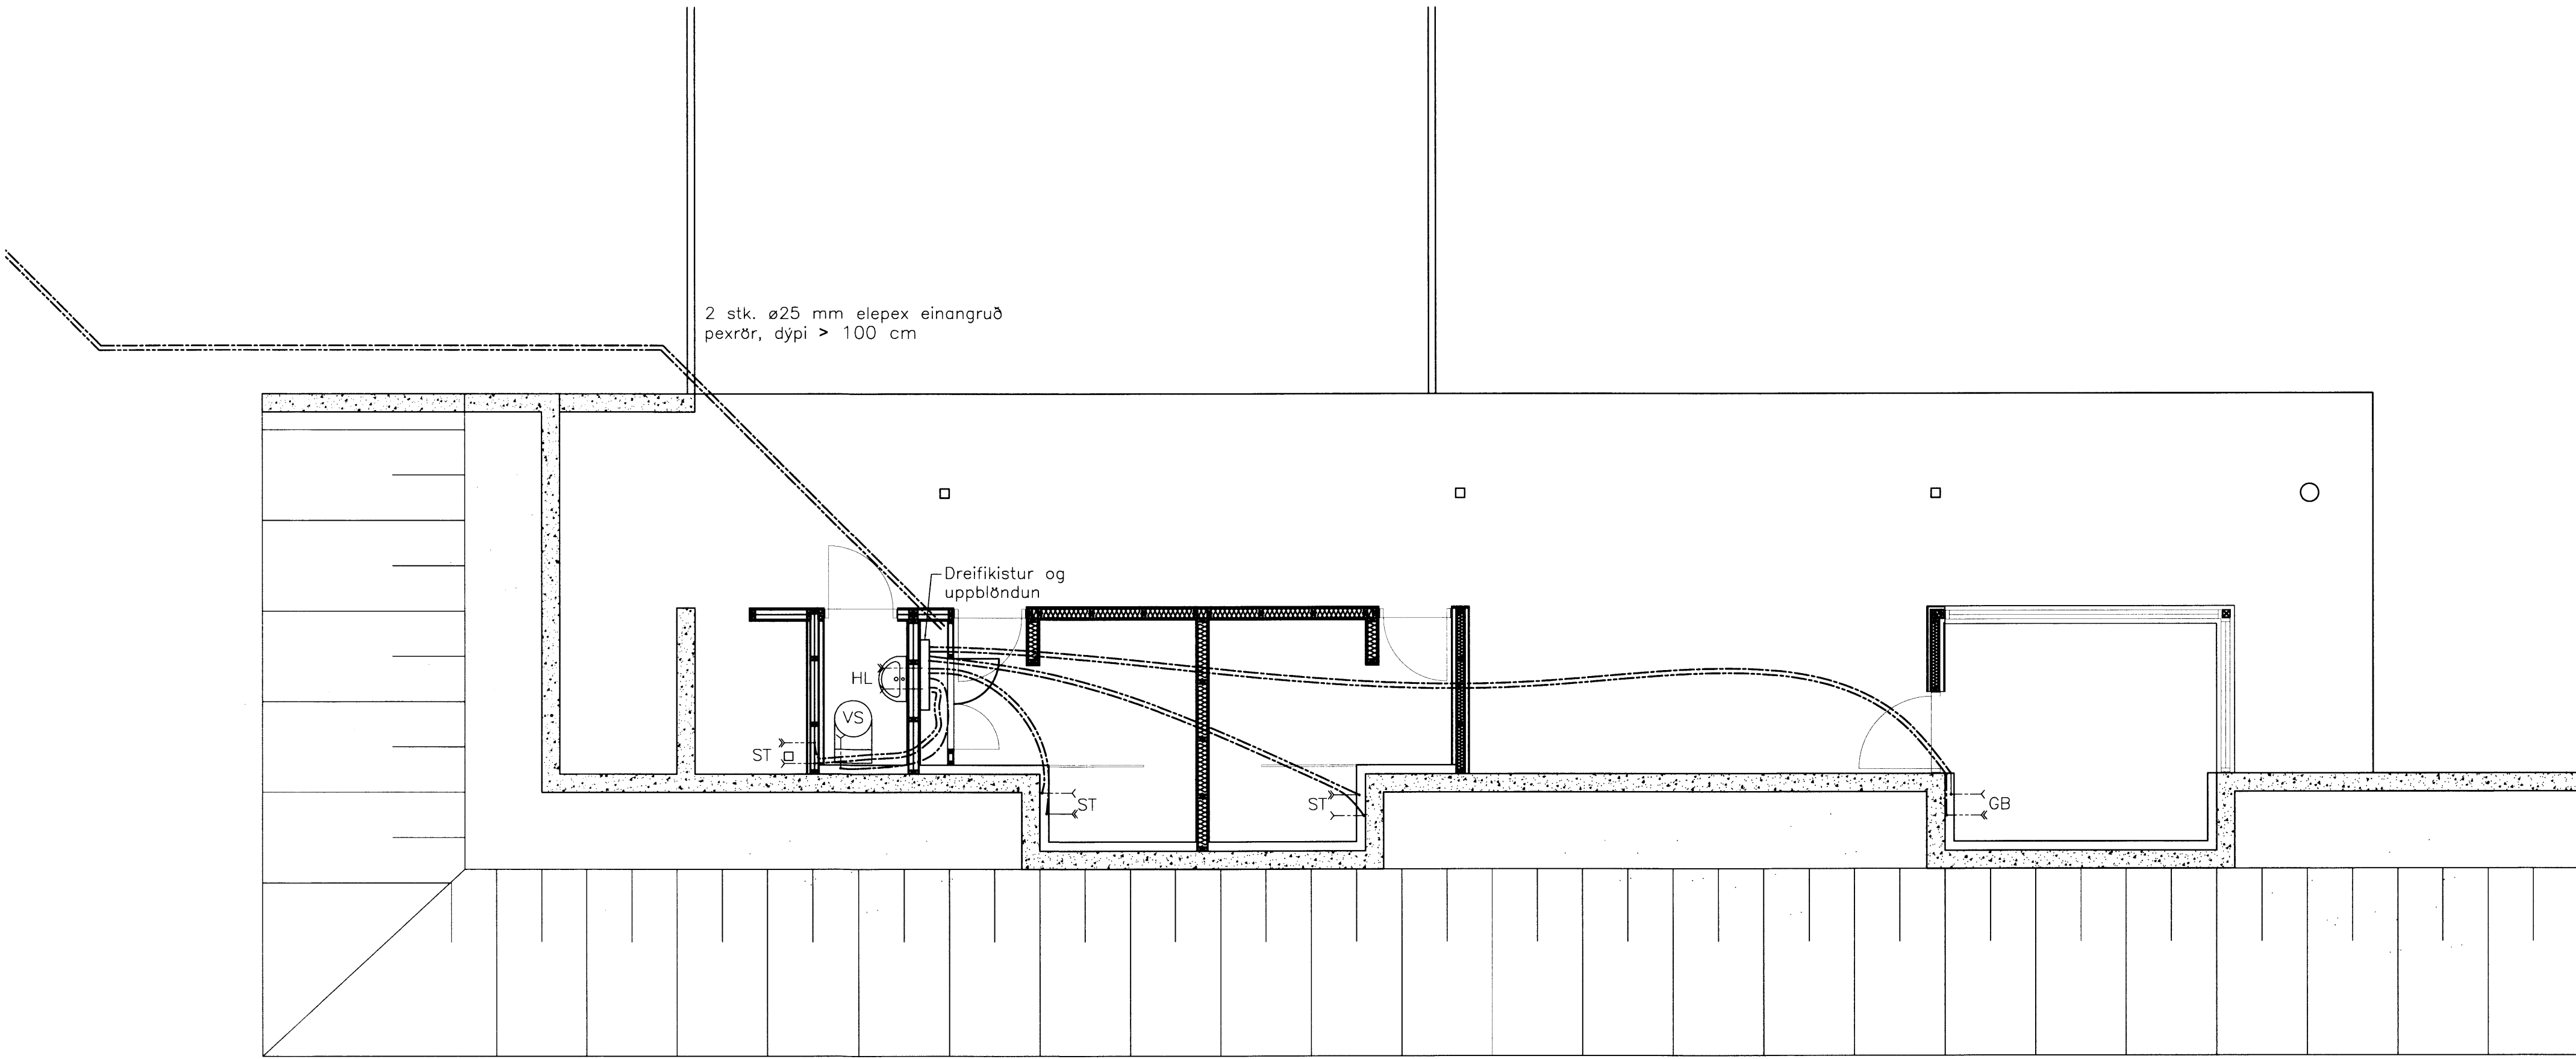 2 stk. ø25 mm elepex einangruð
pexrör, dýpi > 100 cm
Dreifikistur og
uppblöndun
HL
VS
ST
ST
ST
GB